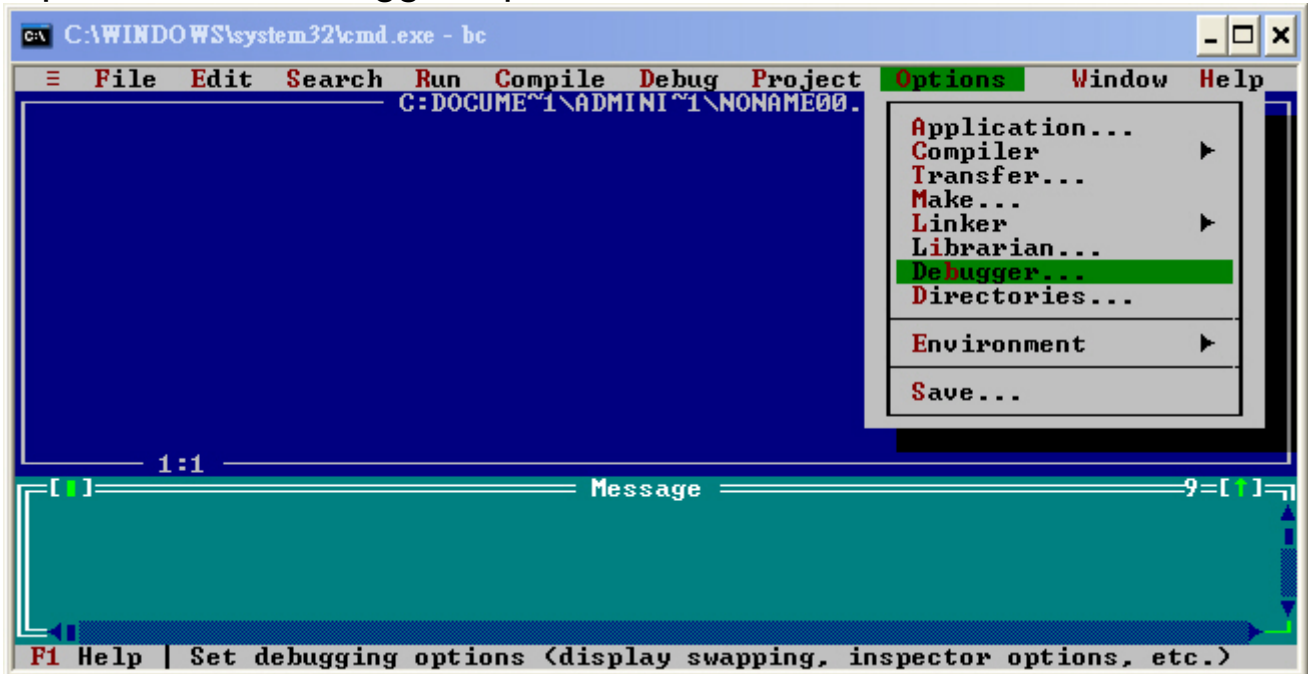 C:\WINDOWS\system32\cmd.exe - bc
≡ File Edit Search Run Compile Debug Project Options Window Help
C:DOCUME~1\ADMINI~1\NONAME00.
Application...
Compiler ►
Transfer...
Make...
Linker ►
Librarian...
Debugger...
Directories...
Environment ►
Save...
1:1
[■] Message 9=[↑]
F1 Help | Set debugging options (display swapping, inspector options, etc.)